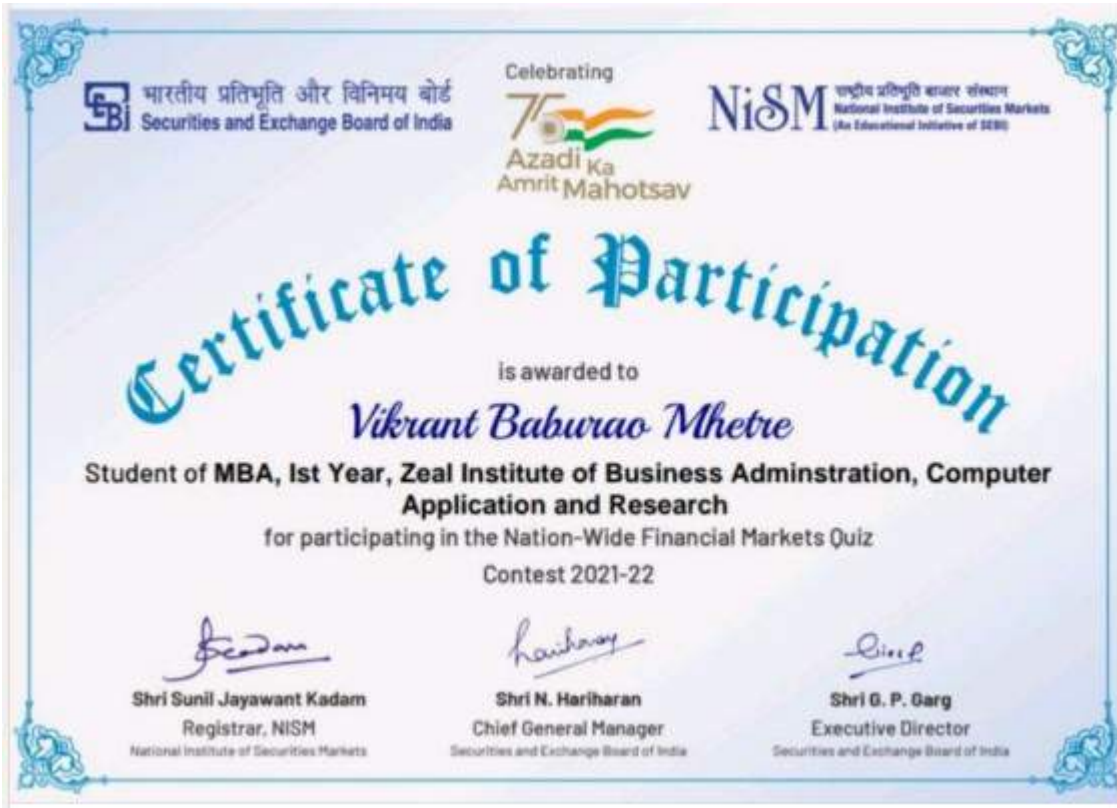 SEBI
भारतीय प्रतिभूति और विनिमय बोर्ड
Securities and Exchange Board of India
Celebrating
75
Azadi Ka
Amrit Mahotsav
NiSM
राष्ट्रीय प्रतिभूति बाजार संस्थान
National Institute of Securities Markets
(An Educational Initiative of SEBI)
Certificate of Participation
is awarded to
Vikrant Baburao Mhetre
Student of MBA, Ist Year, Zeal Institute of Business Adminstration, Computer
Application and Research
for participating in the Nation-Wide Financial Markets Quiz
Contest 2021-22
Shri Sunil Jayawant Kadam
Registrar, NISM
National Institute of Securities Markets
Shri N. Hariharan
Chief General Manager
Securities and Exchange Board of India
Shri G. P. Garg
Executive Director
Securities and Exchange Board of India